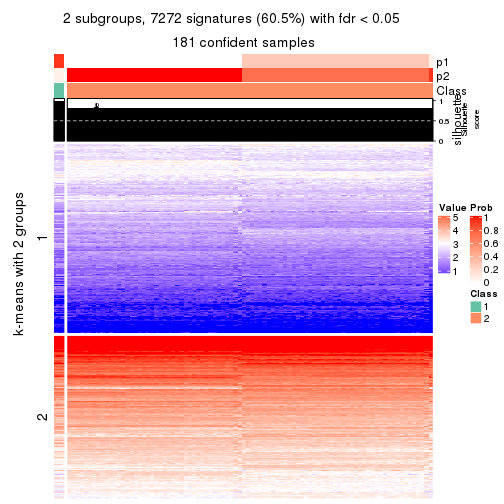 2 subgroups, 7272 signatures (60.5%) with fdr < 0.05
181 confident samples
p1
p2
Class
1
0.5
0
silhouette
Silhouette
score
k-means with 2 groups
1
2
Value
5
4
3
2
1
Prob
1
0.8
0.6
0.4
0.2
0
Class
1
2